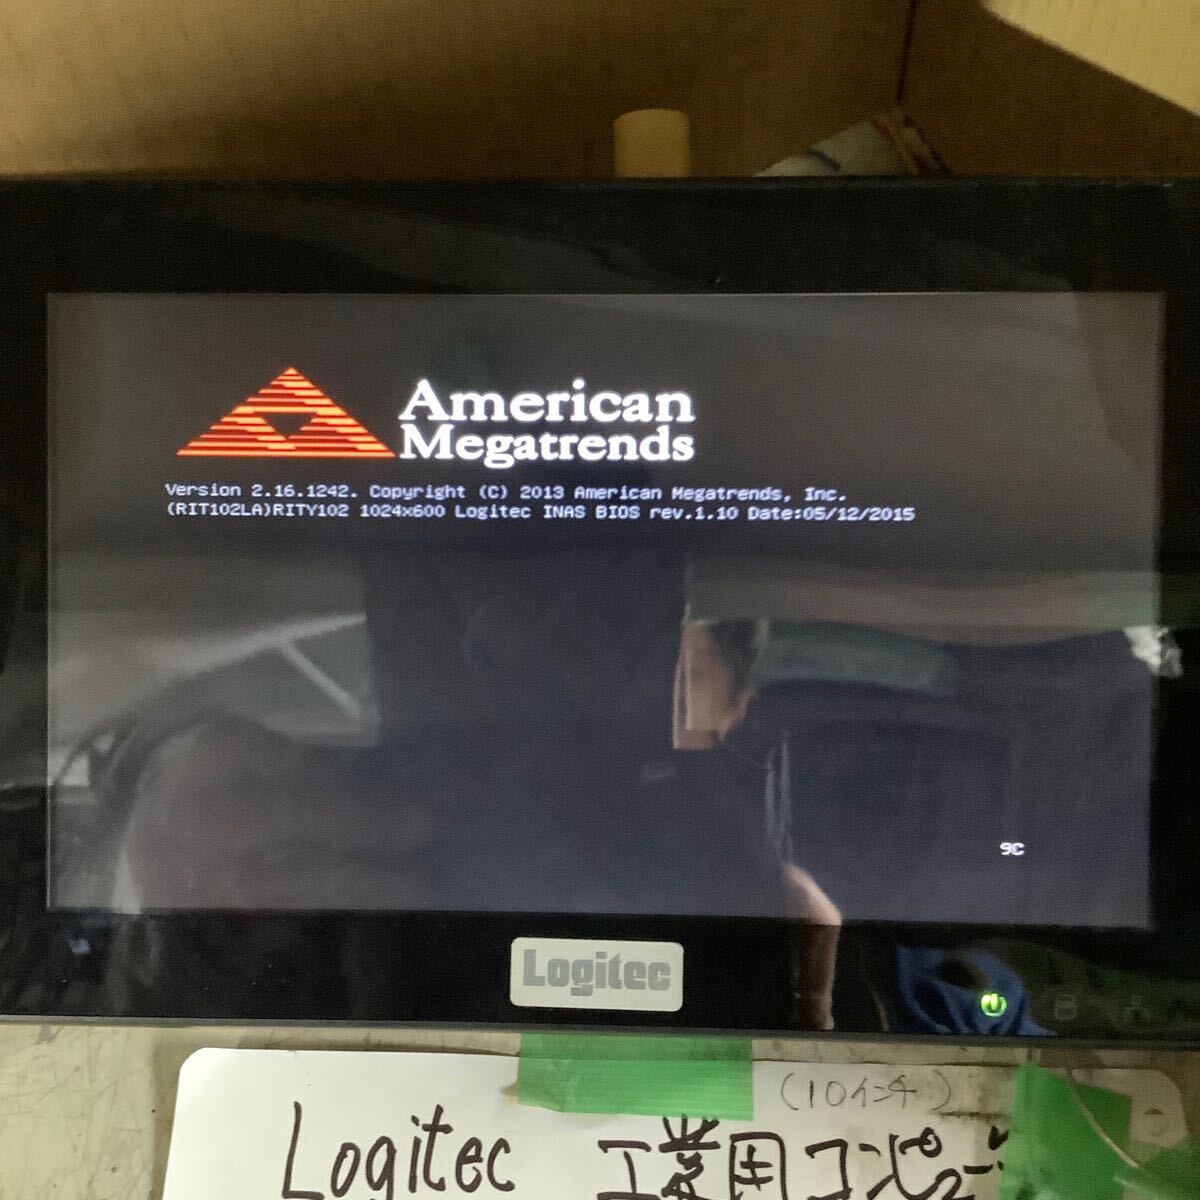 American
Megatrends
Version 2.16.1242. Copyright (C) 2013 American Megatrends, Inc.
(RIT102LA)RITY102 1024x600 Logitec INAS BIOS rev.1.10 Date:05/12/2015
9C
Logitec
(10インチ)
Logitec 工業用コンピュー